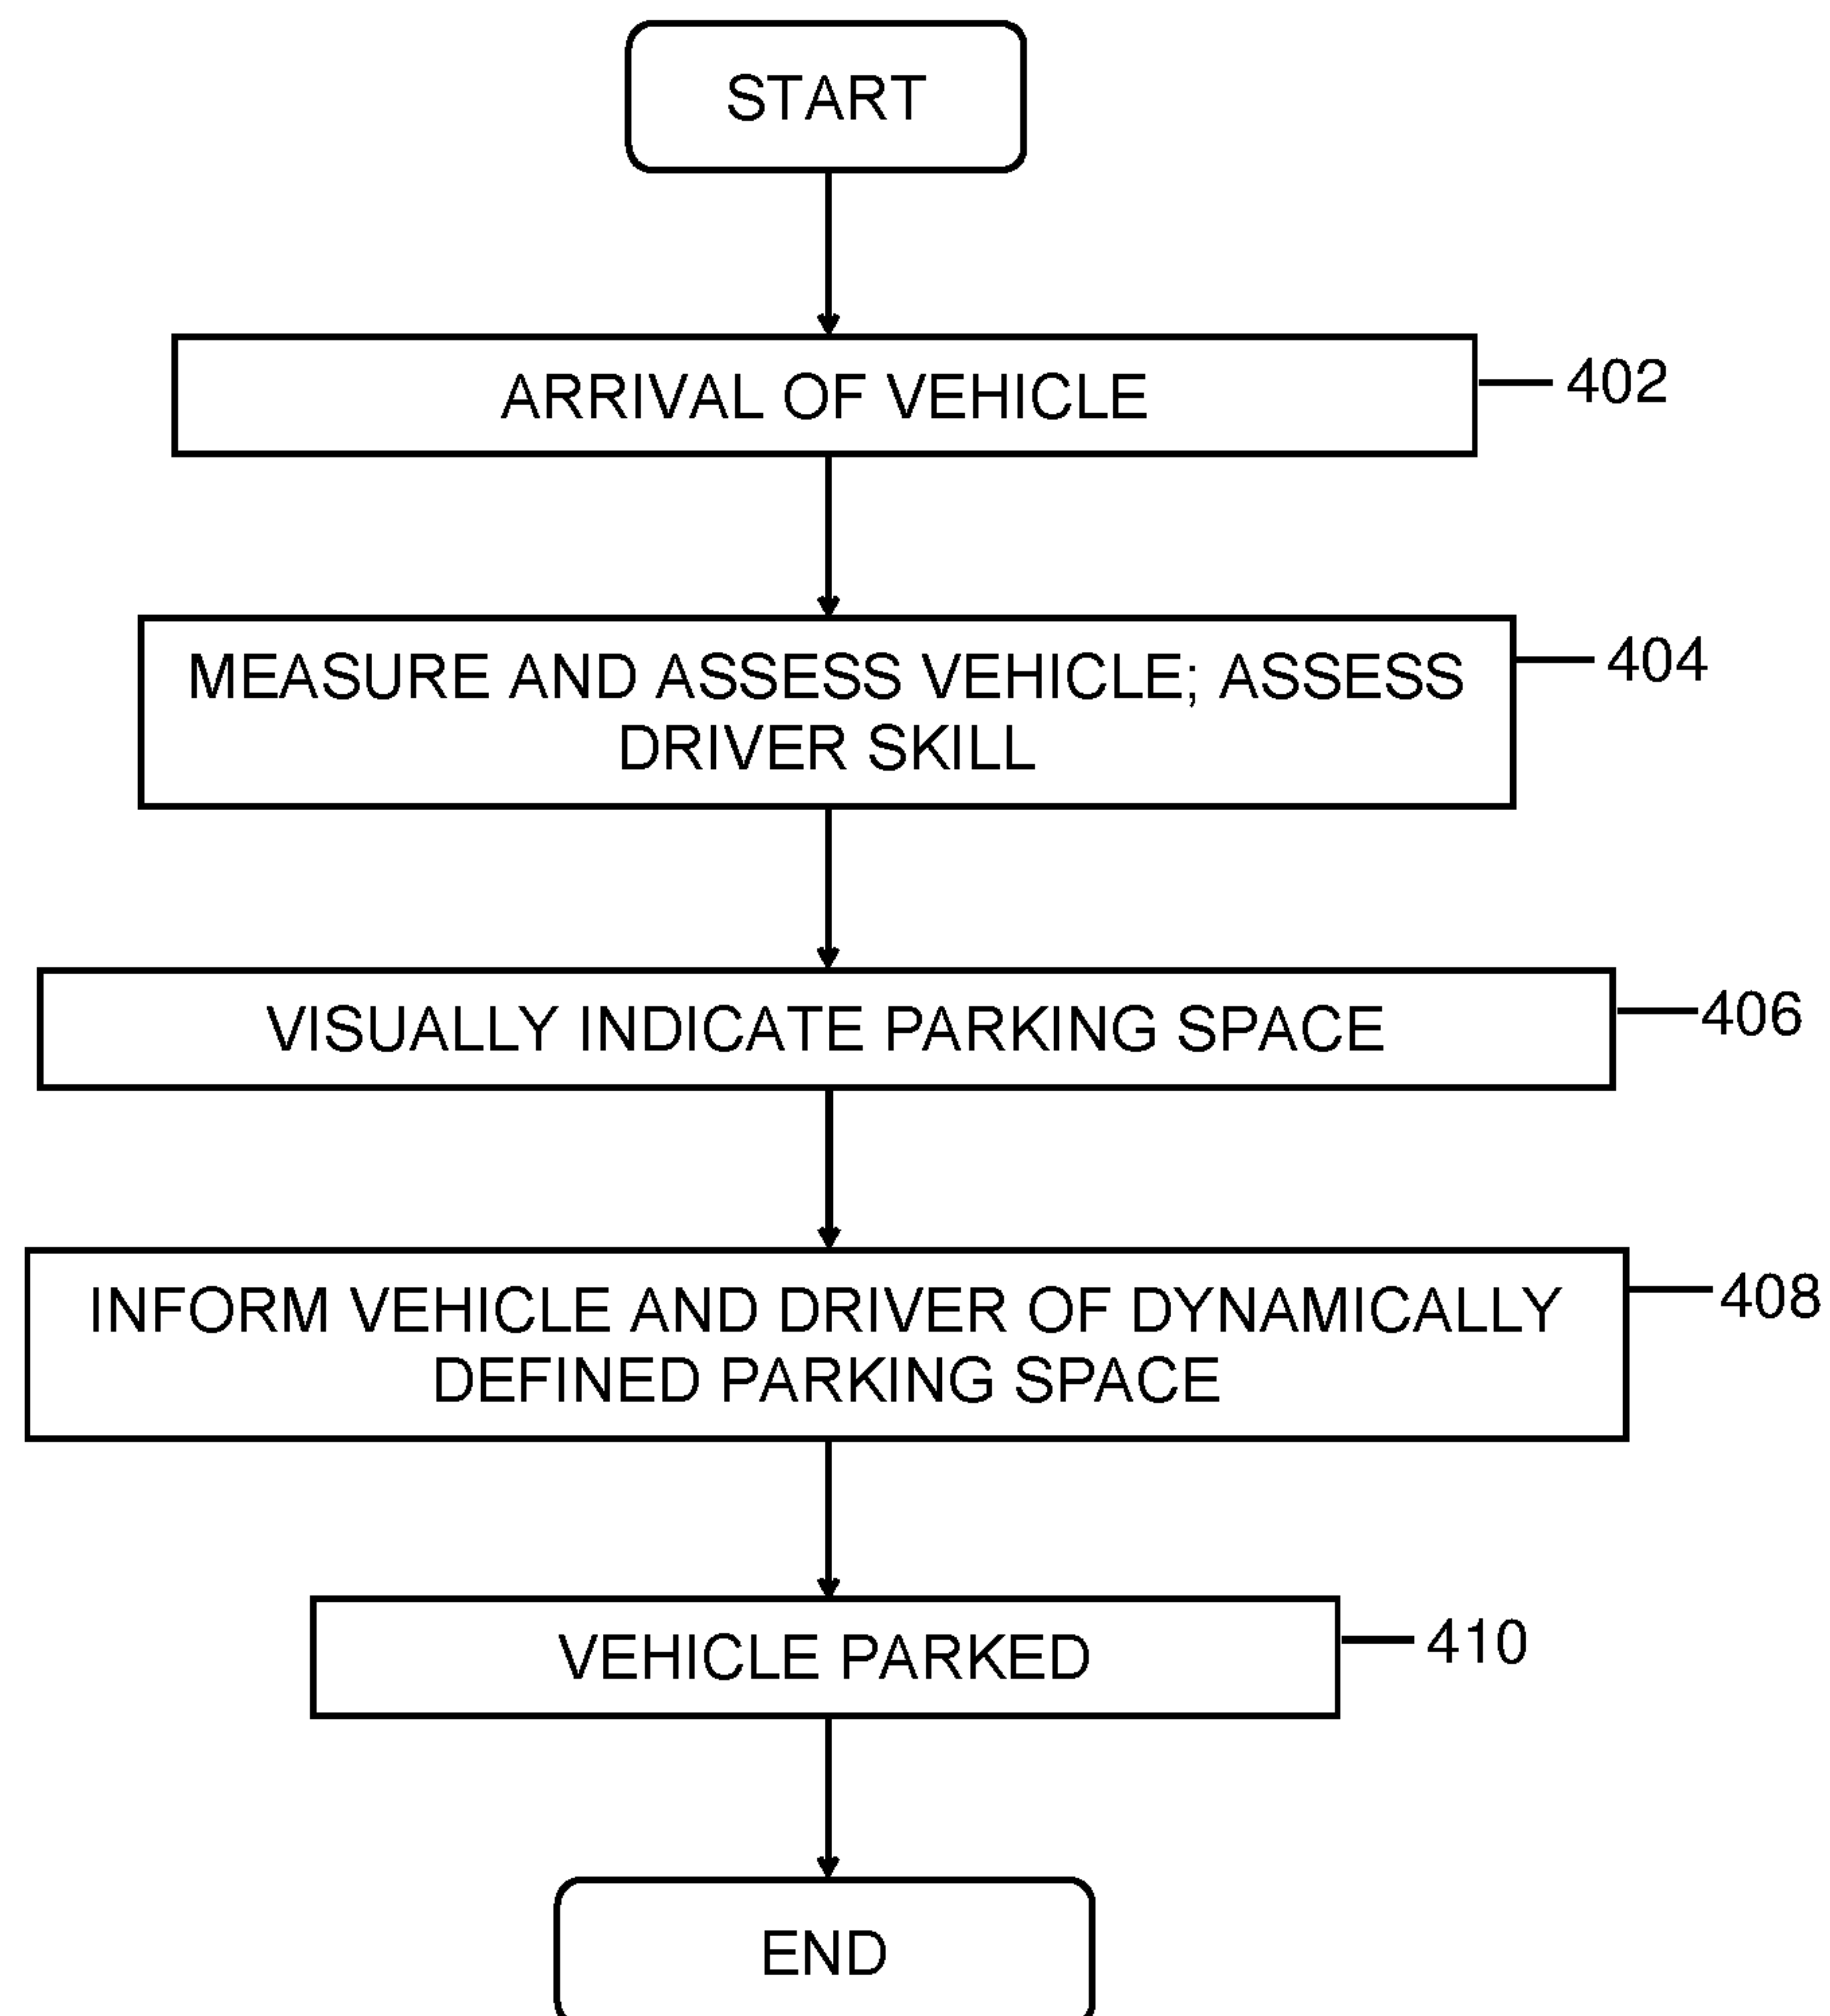 START
ARRIVAL OF VEHICLE
402
MEASURE AND ASSESS VEHICLE; ASSESS
DRIVER SKILL
404
VISUALLY INDICATE PARKING SPACE
406
INFORM VEHICLE AND DRIVER OF DYNAMICALLY
DEFINED PARKING SPACE
408
VEHICLE PARKED
410
END